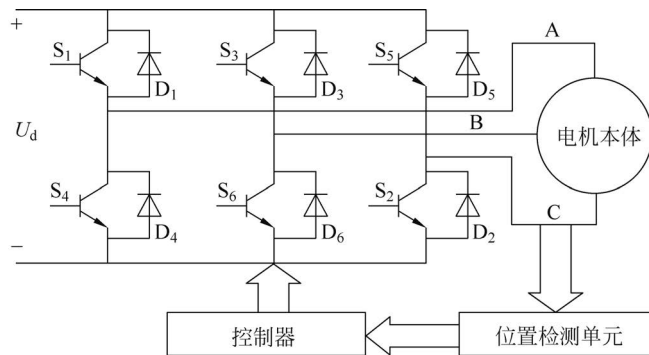 +
A
S₁
S₃
S₅
D₁
D₃
D₅
U_d
B
电机本体
S₄
S₆
S₂
D₄
D₆
D₂
C
−
控制器
位置检测单元